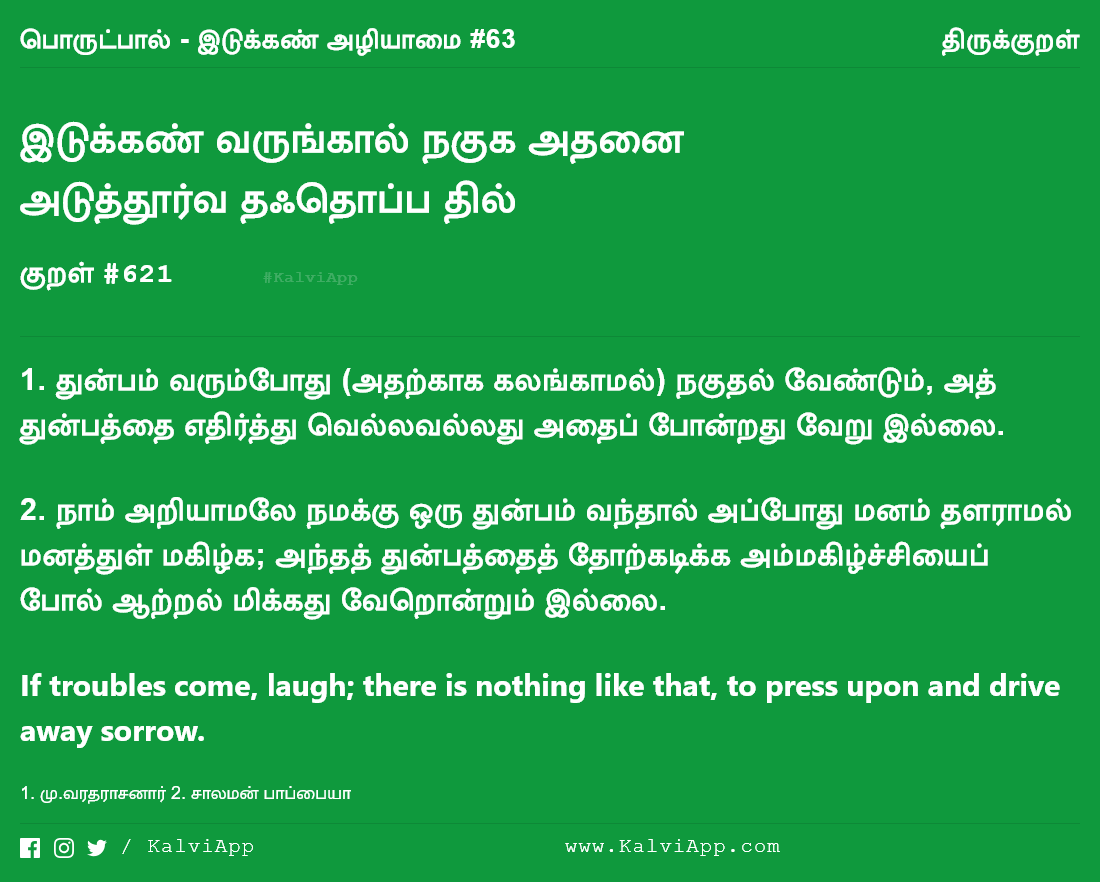 பொருட்பால் - இடுக்கண் அழியாமை #63
திருக்குறள்
இடுக்கண் வருங்கால் நகுக அதனை
அடுத்தூர்வ தஃதொப்ப தில்
குறள் #621
#KalviApp
1. துன்பம் வரும்போது (அதற்காக கலங்காமல்) நகுதல் வேண்டும், அத்
துன்பத்தை எதிர்த்து வெல்லவல்லது அதைப் போன்றது வேறு இல்லை.
2. நாம் அறியாமலே நமக்கு ஒரு துன்பம் வந்தால் அப்போது மனம் தளராமல்
மனத்துள் மகிழ்க; அந்தத் துன்பத்தைத் தோற்கடிக்க அம்மகிழ்ச்சியைப்
போல் ஆற்றல் மிக்கது வேறொன்றும் இல்லை.
If troubles come, laugh; there is nothing like that, to press upon and drive
away sorrow.
1. மு.வரதராசனார் 2. சாலமன் பாப்பையா
/ KalviApp
www.KalviApp.com